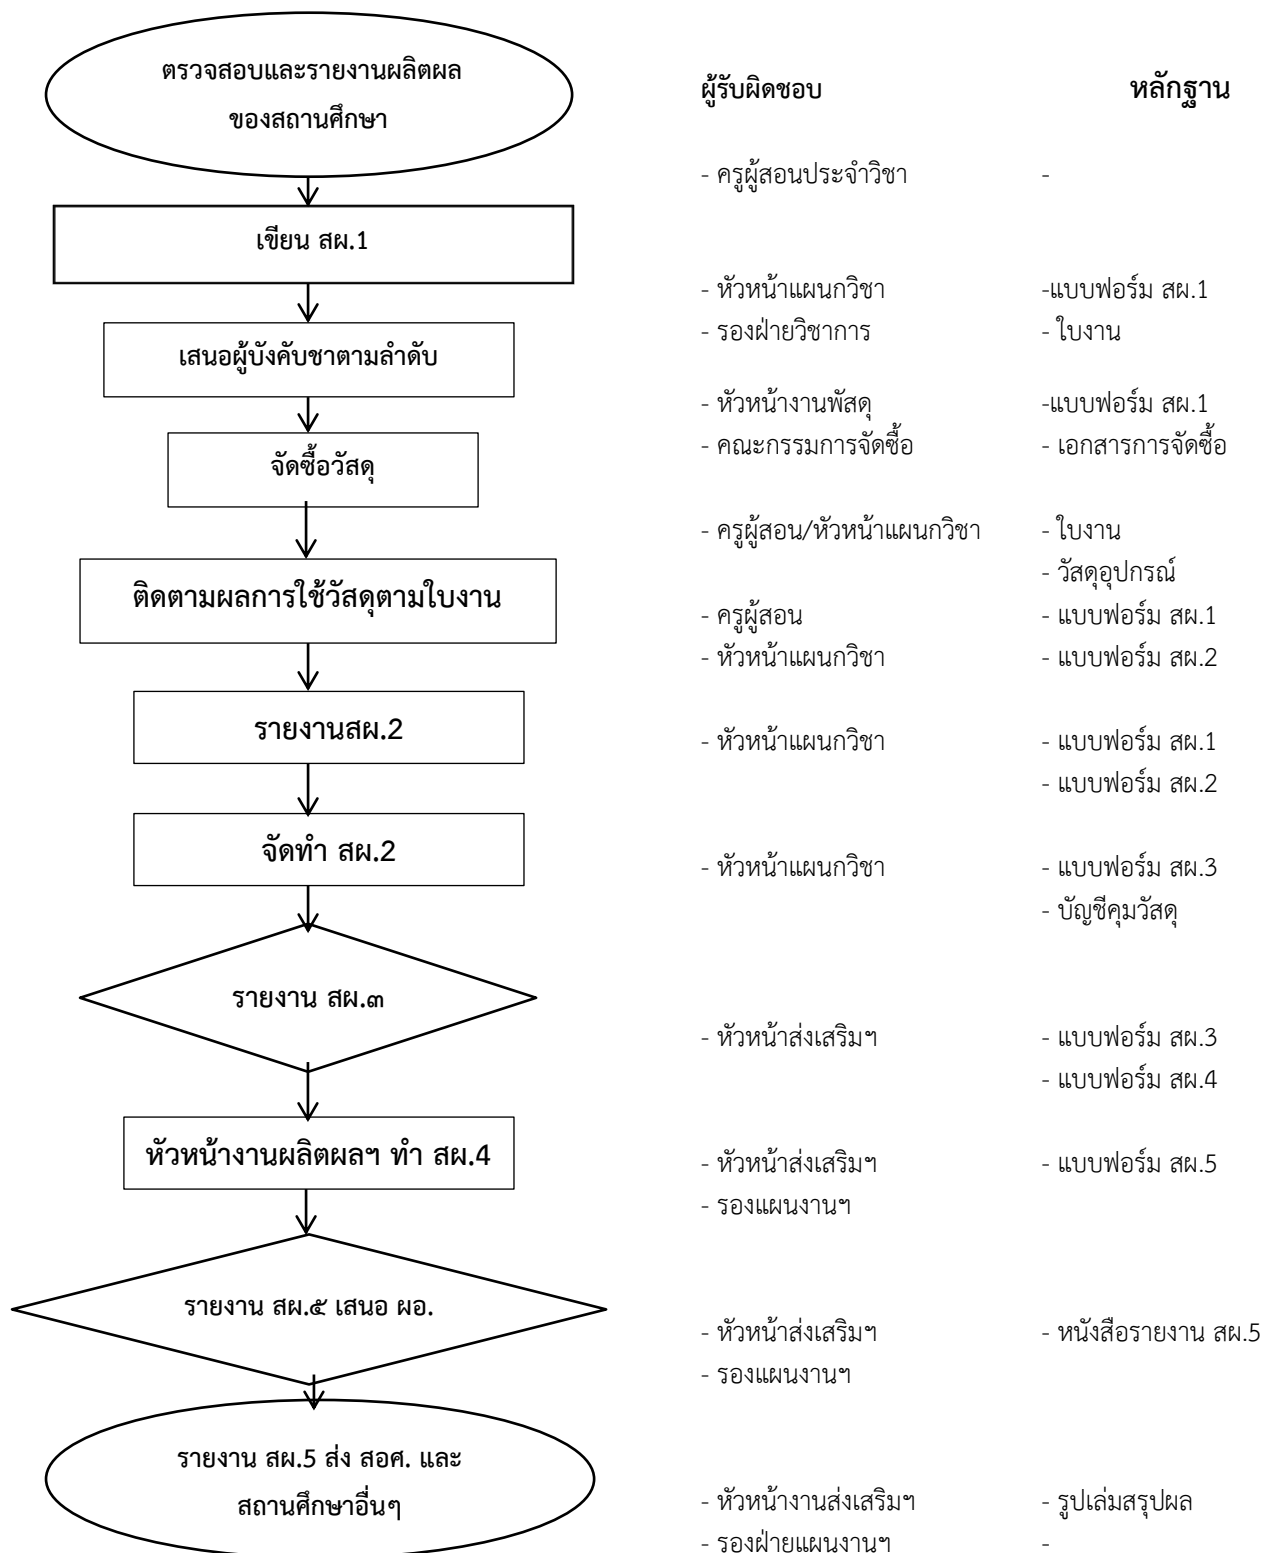 ตรวจสอบและรายงานผลิตผล
ของสถานศึกษา
ผู้รับผิดชอบ หลักฐาน
- ครูผู้สอนประจำวิชา -
เขียน สผ.1
- หัวหน้าแผนกวิชา -แบบฟอร์ม สผ.1
- รองฝ่ายวิชาการ - ใบงาน
เสนอผู้บังคับชาตามลำดับ
- หัวหน้างานพัสดุ -แบบฟอร์ม สผ.1
- คณะกรรมการจัดซื้อ - เอกสารการจัดซื้อ
จัดซื้อวัสดุ
- ครูผู้สอน/หัวหน้าแผนกวิชา - ใบงาน
- วัสดุอุปกรณ์
ติดตามผลการใช้วัสดุตามใบงาน
- ครูผู้สอน - แบบฟอร์ม สผ.1
- หัวหน้าแผนกวิชา - แบบฟอร์ม สผ.2
รายงานสผ.2
- หัวหน้าแผนกวิชา - แบบฟอร์ม สผ.1
- แบบฟอร์ม สผ.2
จัดทำ สผ.2
- หัวหน้าแผนกวิชา - แบบฟอร์ม สผ.3
- บัญชีคุมวัสดุ
รายงาน สผ.๓
- หัวหน้าส่งเสริมฯ - แบบฟอร์ม สผ.3
- แบบฟอร์ม สผ.4
หัวหน้างานผลิตผลฯ ทำ สผ.4
- หัวหน้าส่งเสริมฯ - แบบฟอร์ม สผ.5
- รองแผนงานฯ
รายงาน สผ.๕ เสนอ ผอ.
- หัวหน้าส่งเสริมฯ - หนังสือรายงาน สผ.5
- รองแผนงานฯ
รายงาน สผ.5 ส่ง สอศ. และ
สถานศึกษาอื่นๆ
- หัวหน้างานส่งเสริมฯ - รูปเล่มสรุปผล
- รองฝ่ายแผนงานฯ -